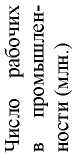 Число рабочих
в промышлен-
ности (млн.)